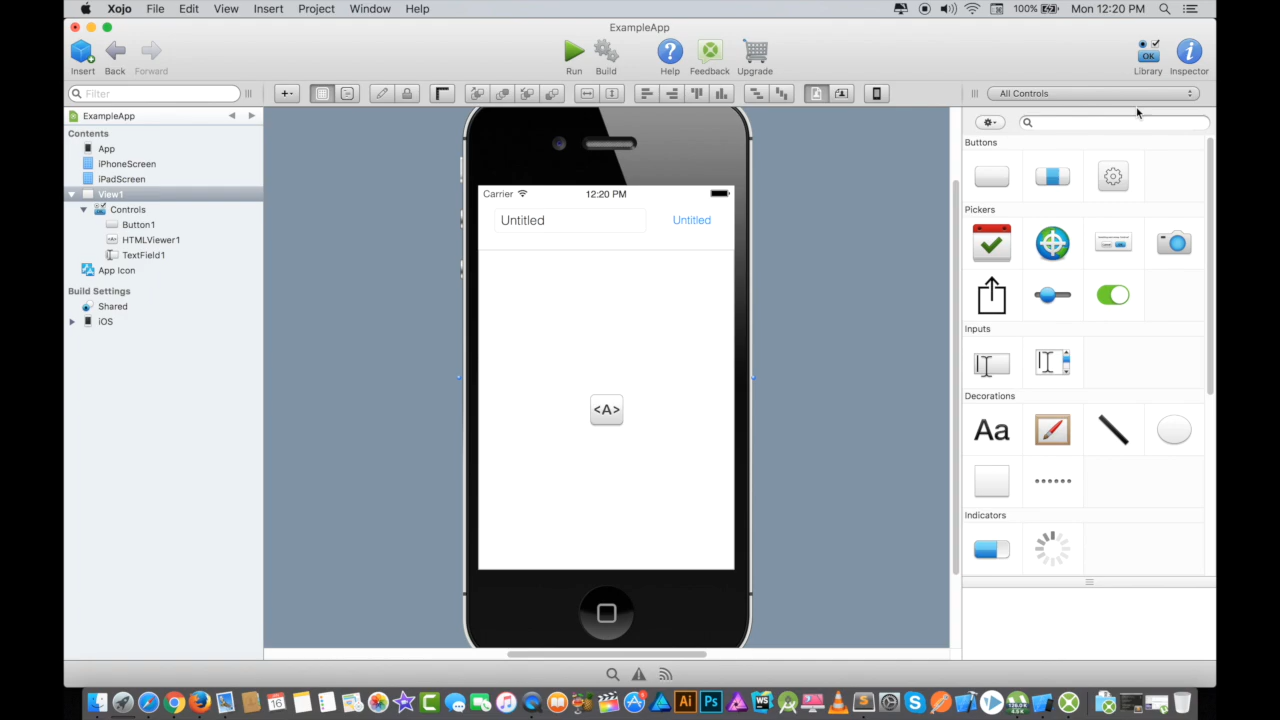 Xojo File Edit View Insert Project Window Help 100% Mon 12:20 PM
ExampleApp
Insert Back Forward Run Build Help Feedback Upgrade OK Library Inspector
Filter
All Controls
ExampleApp
Contents
App
iPhoneScreen
iPadScreen
View1
Controls
Button1
HTMLViewer1
TextField1
App Icon
Build Settings
Shared
iOS
Carrier 12:20 PM
Untitled Untitled
<A>
Buttons
Pickers
Inputs
Decorations
Aa
Indicators